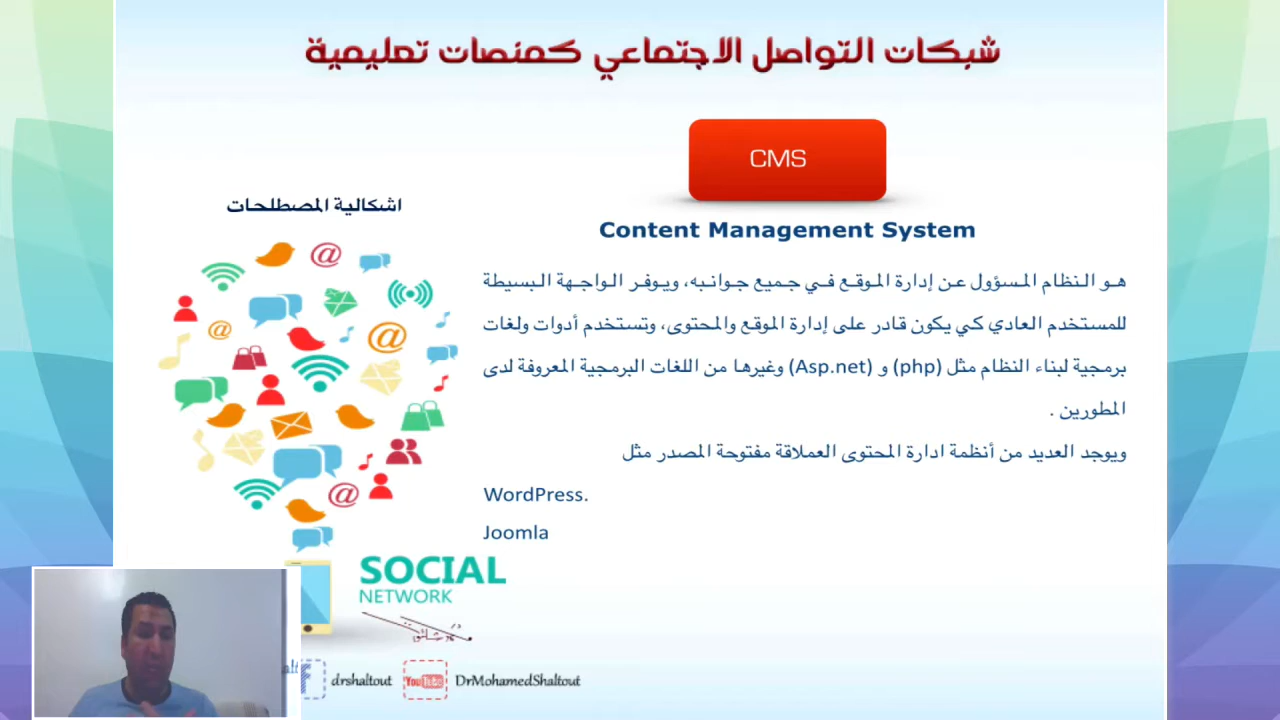 شبكات التواصل الاجتماعي كمنصات تعليمية
CMS
اشكالية المصطلحات
Content Management System
هو النظام المسؤول عن إدارة الموقع في جميع جوانبه، ويوفر الواجهة البسيطة
للمستخدم العادي كي يكون قادر على إدارة الموقع والمحتوى، وتستخدم أدوات ولغات
برمجية لبناء النظام مثل (php) و (Asp.net) وغيرها من اللغات البرمجية المعروفة لدى
المطورين .
ويوجد العديد من أنظمة ادارة المحتوى العملاقة مفتوحة المصدر مثل
WordPress.
Joomla
SOCIAL
NETWORK
drshaltout
YouTube
DrMohamedShaltout